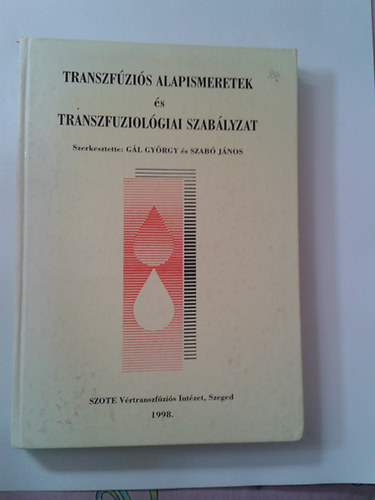 TRANSZFÚZIÓS ALAPISMERETEK
és
TRANSZFUZIOLÓGIAI SZABÁLYZAT
Szerkesztette: GÁL GYÖRGY és SZABÓ JÁNOS
SZOTE Vértranszfúziós Intézet, Szeged
1998.